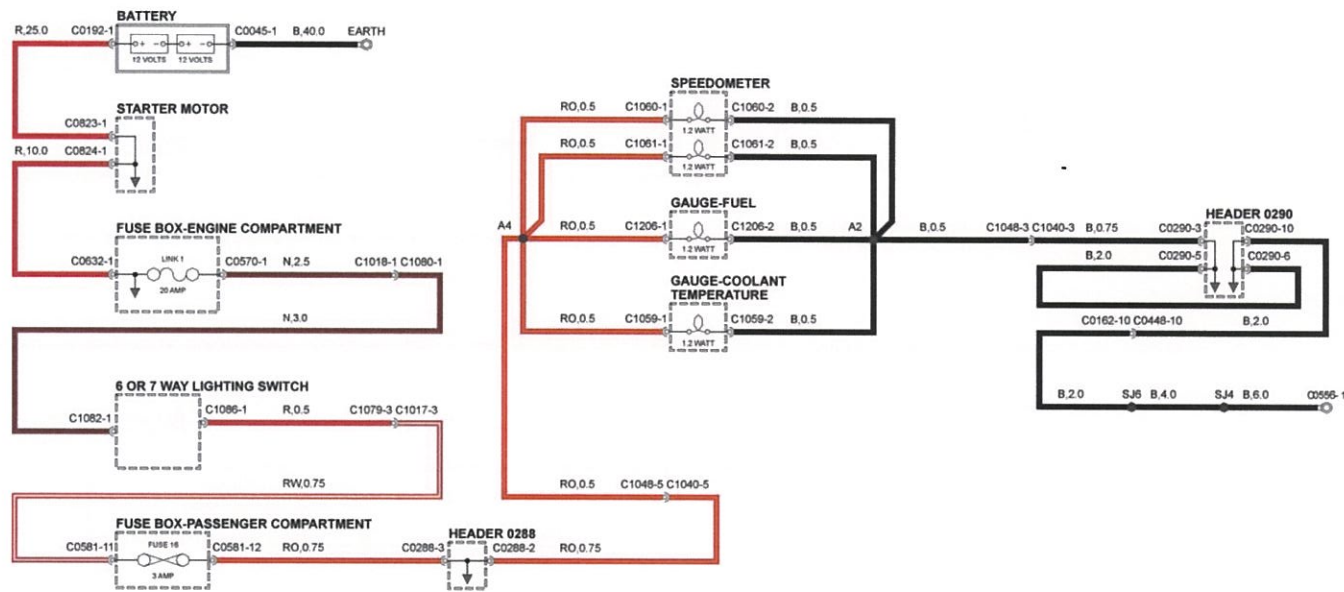 BATTERY
R,25.0 C0192-1 C0045-1 B,40.0 EARTH
12 VOLTS 12 VOLTS
STARTER MOTOR
C0823-1
R,10.0 C0824-1
FUSE BOX-ENGINE COMPARTMENT
C0632-1 LINK 1 C0570-1 N,2.5 C1018-1 C1080-1
20 AMP
N,3.0
6 OR 7 WAY LIGHTING SWITCH
C1082-1 C1086-1 R,0.5 C1079-3 C1017-3
RW,0.75
FUSE BOX-PASSENGER COMPARTMENT
C0581-11 FUSE 16 C0581-12 RO,0.75 C0288-3
3 AMP
HEADER 0288
C0288-2 RO,0.75
RO,0.5 C1048-5 C1040-5
A4
SPEEDOMETER
RO,0.5 C1060-1 C1060-2 B,0.5
1.2 WATT
RO,0.5 C1061-1 C1061-2 B,0.5
1.2 WATT
GAUGE-FUEL
RO,0.5 C1206-1 C1206-2 B,0.5
1.2 WATT
GAUGE-COOLANT
TEMPERATURE
RO,0.5 C1059-1 C1059-2 B,0.5
1.2 WATT
A2 B,0.5 C1048-3 C1040-3 B,0.75
HEADER 0290
C0290-3 C0290-10
B,2.0 C0290-5 C0290-6
C0162-10 C0448-10 B,2.0
B,2.0 SJ6 B,4.0 SJ4 B,6.0 C0556-1